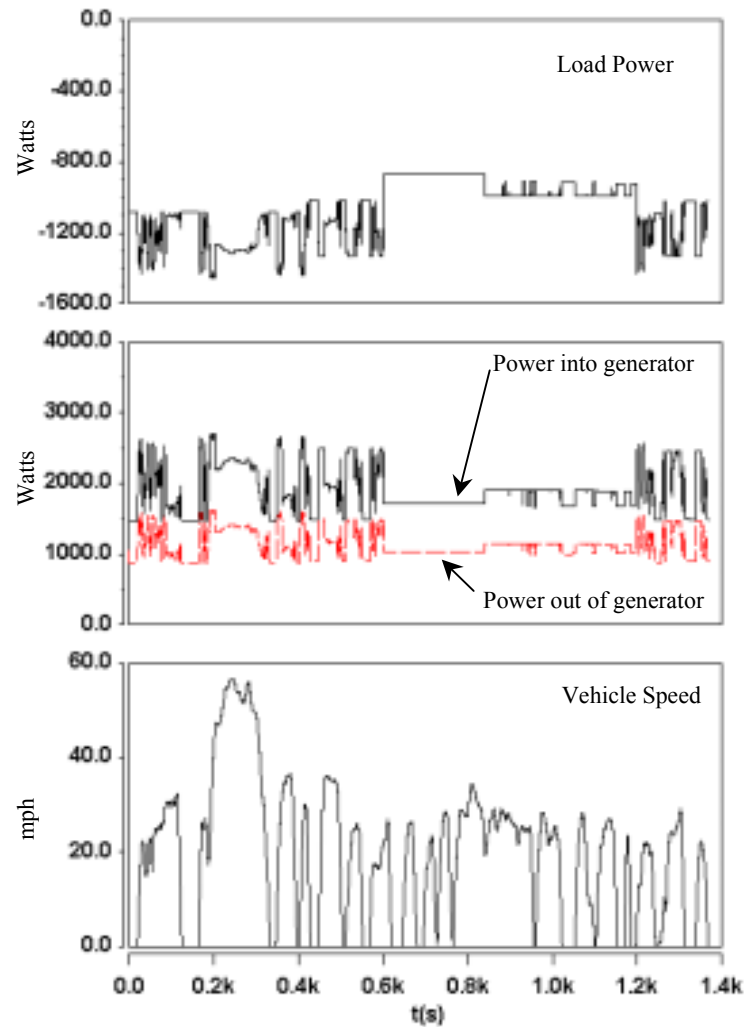 0.0
Load Power
-400.0
Watts
-800.0
-1200.0
-1600.0
4000.0
Power into generator
3000.0
Watts
2000.0
1000.0
Power out of generator
0.0
60.0
Vehicle Speed
40.0
mph
20.0
0.0
0.0 0.2k 0.4k 0.6k 0.8k 1.0k 1.2k 1.4k
t(s)